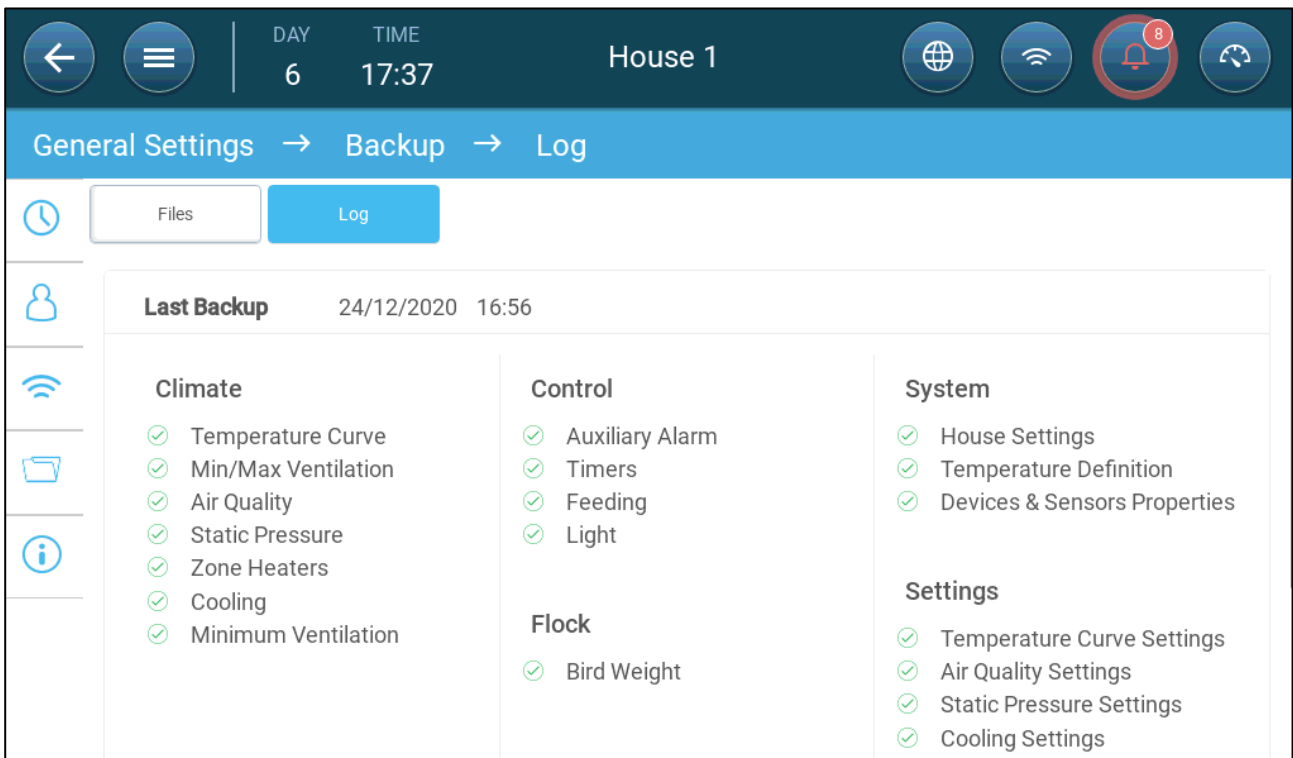 DAY TIME
6 17:37
House 1
8
General Settings → Backup → Log
Files Log
Last Backup 24/12/2020 16:56
Climate
Temperature Curve
Min/Max Ventilation
Air Quality
Static Pressure
Zone Heaters
Cooling
Minimum Ventilation
Control
Auxiliary Alarm
Timers
Feeding
Light
Flock
Bird Weight
System
House Settings
Temperature Definition
Devices & Sensors Properties
Settings
Temperature Curve Settings
Air Quality Settings
Static Pressure Settings
Cooling Settings